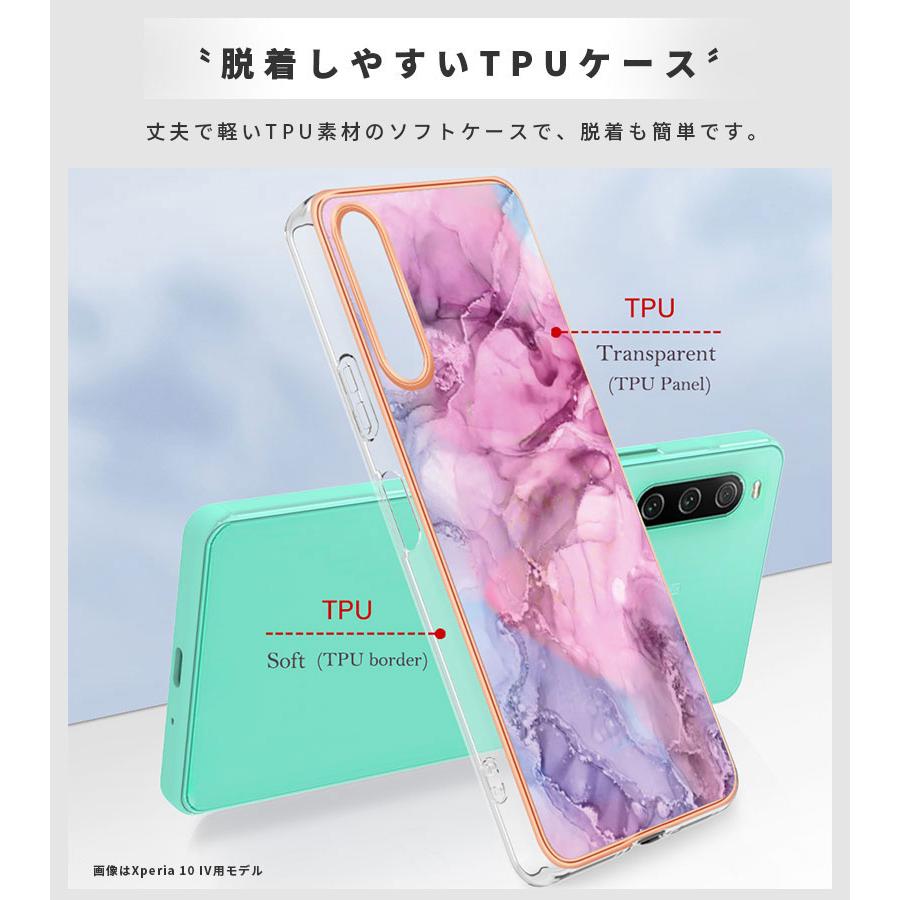 〝脱着しやすいTPUケース〞
丈夫で軽いTPU素材のソフトケースで、脱着も簡単です。
TPU
Transparent
(TPU Panel)
TPU
Soft (TPU border)
画像はXperia 10 IV用モデル